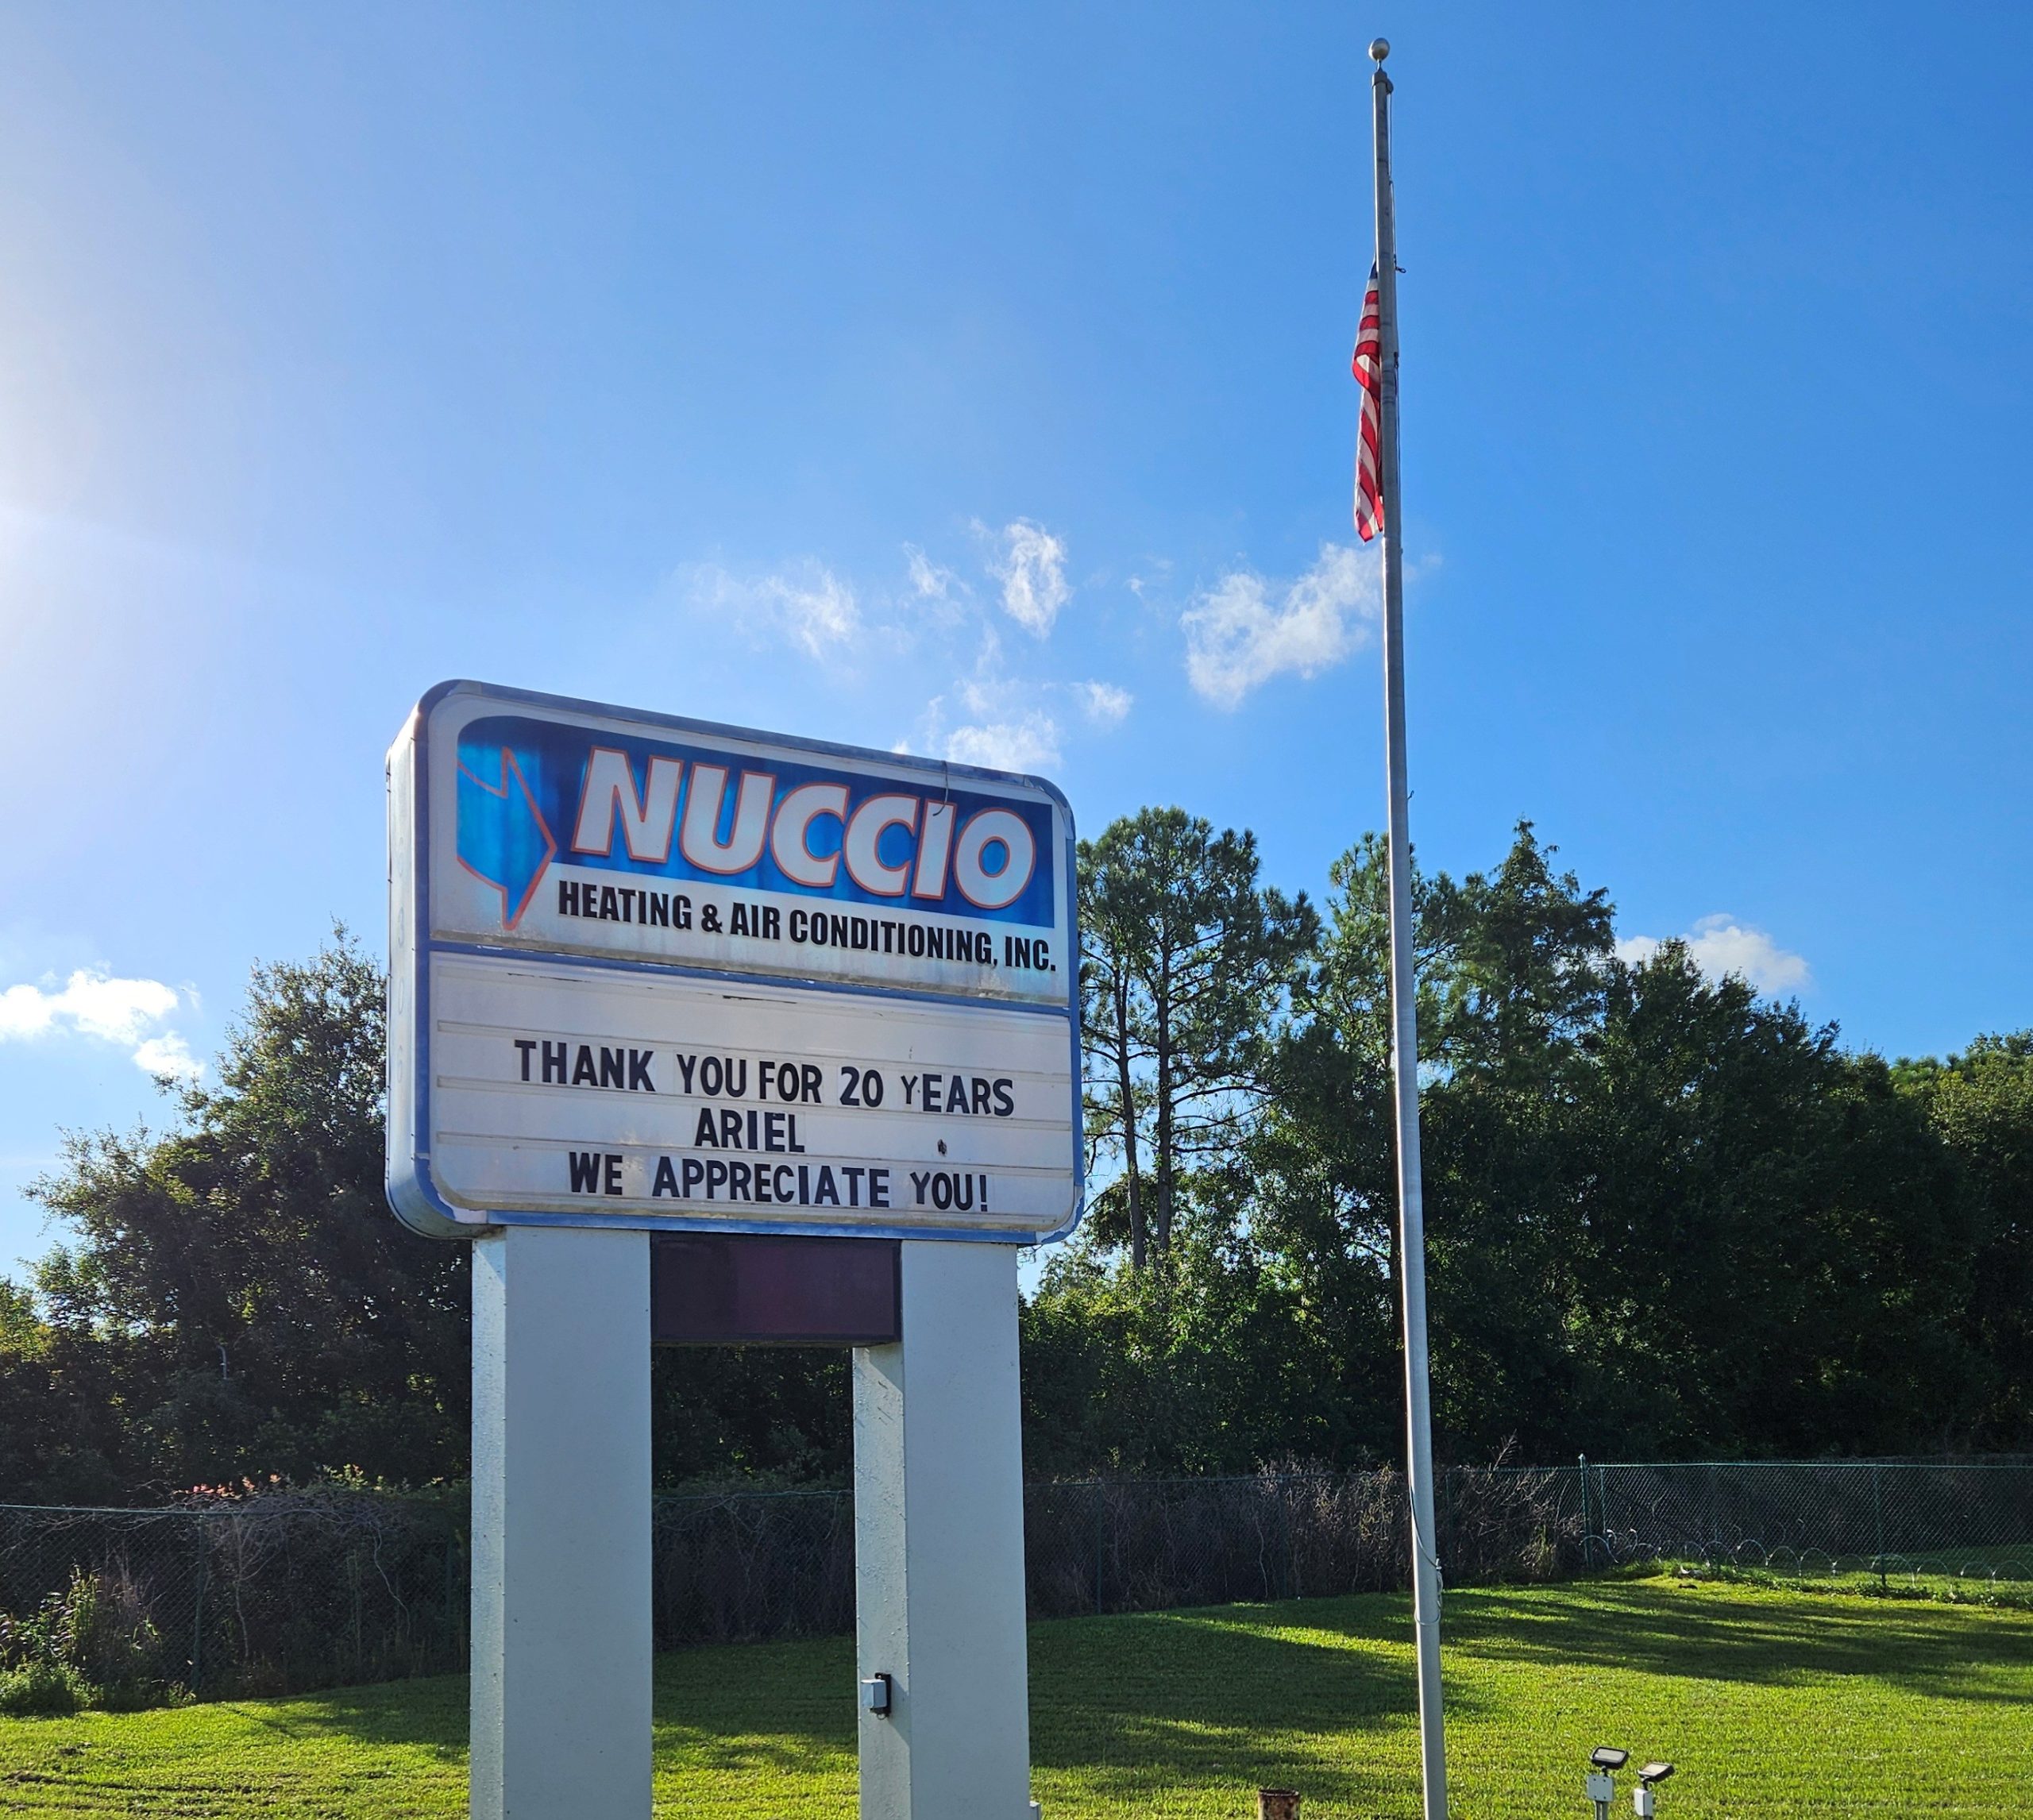 NUCCIO
HEATING & AIR CONDITIONING, INC.
THANK YOU FOR 20 YEARS
ARIEL
WE APPRECIATE YOU!